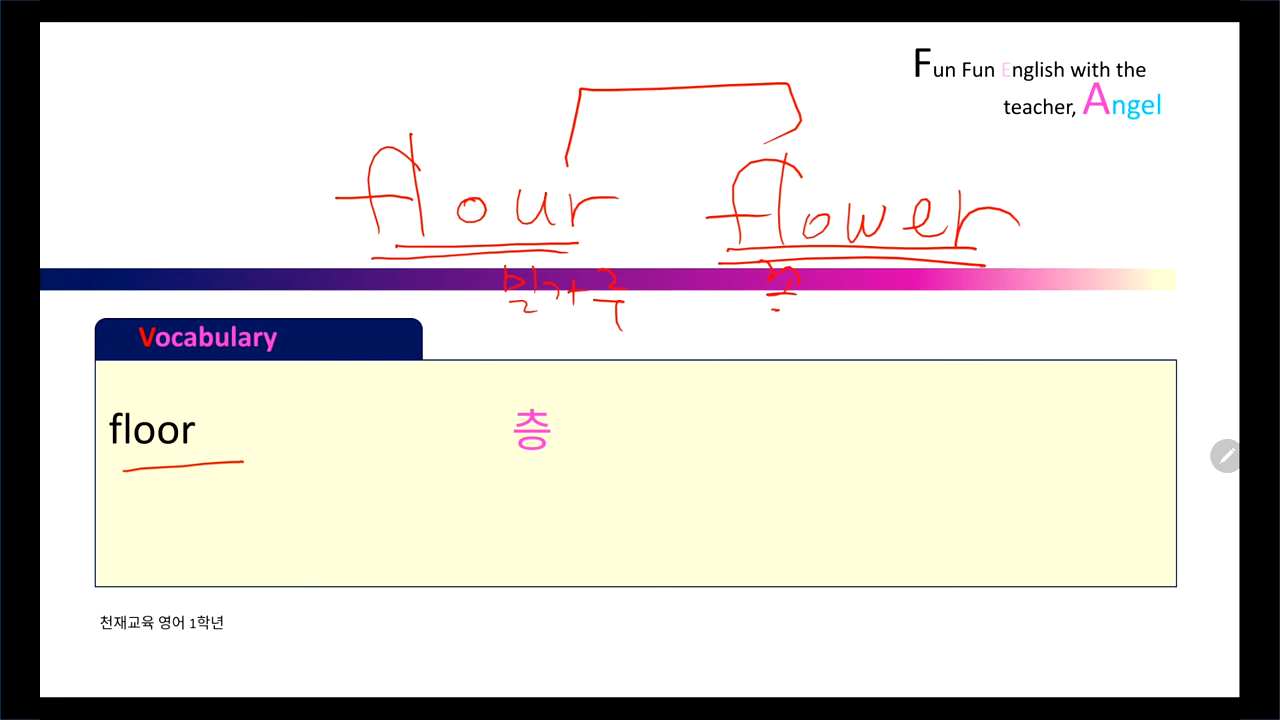 Fun Fun English with the
teacher, Angel
flour flower
밀가루
Vocabulary
floor 층
천재교육 영어 1학년